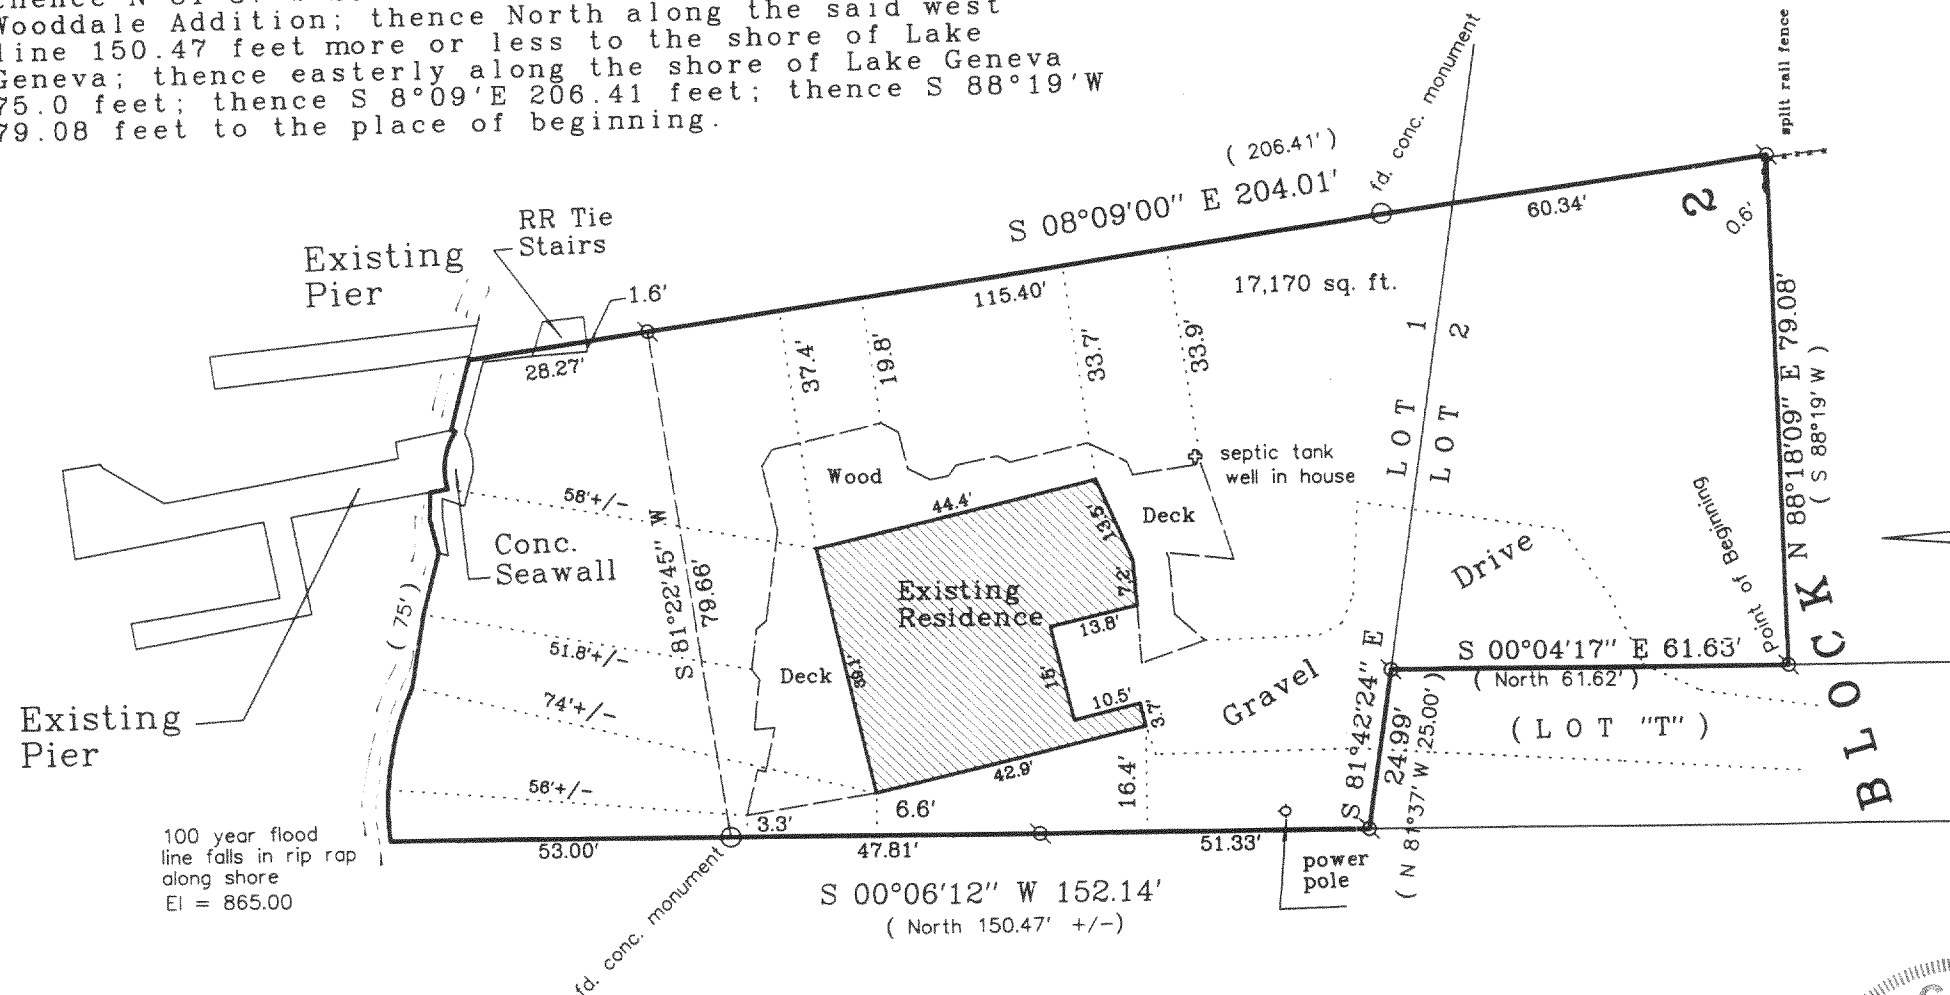 Wooddale Addition; thence North along the said west
line 150.47 feet more or less to the shore of Lake
Geneva; thence easterly along the shore of Lake Geneva
75.0 feet; thence S 8°09'E 206.41 feet; thence S 88°19'W
79.08 feet to the place of beginning.
split rail fence
fd. conc. monument
( 206.41' )
S 08°09'00" E 204.01'
60.34'
2
0.6'
RR Tie
Stairs
Existing
Pier
1.6'
28.27'
115.40'
17,170 sq. ft.
37.4'
19.8'
33.7'
33.9'
LOT 1
LOT 2
N 88°18'09" E 79.08'
( S 88°19'W )
Wood
septic tank
well in house
58'+/-
44.4'
13.5'
Deck
Conc.
Seawall
S 81°22'45" W
79.66'
Existing
Residence
7.2'
13.8'
Drive
Point of Beginning
( 75' )
51.8'+/-
Deck
39.1'
15'
10.5'
3.7'
Gravel
S 00°04'17" E 61.63'
( North 61.62' )
( LOT "T" )
BLOCK
Existing
Pier
74'+/-
42.9'
16.4'
S 81°42'24" E
24.99'
( N 81°37' W 25.00' )
56'+/-
6.6'
3.3'
100 year flood
line falls in rip rap
along shore
El = 865.00
53.00'
47.81'
51.33'
power
pole
S 00°06'12" W 152.14'
( North 150.47' +/-)
fd. conc. monument